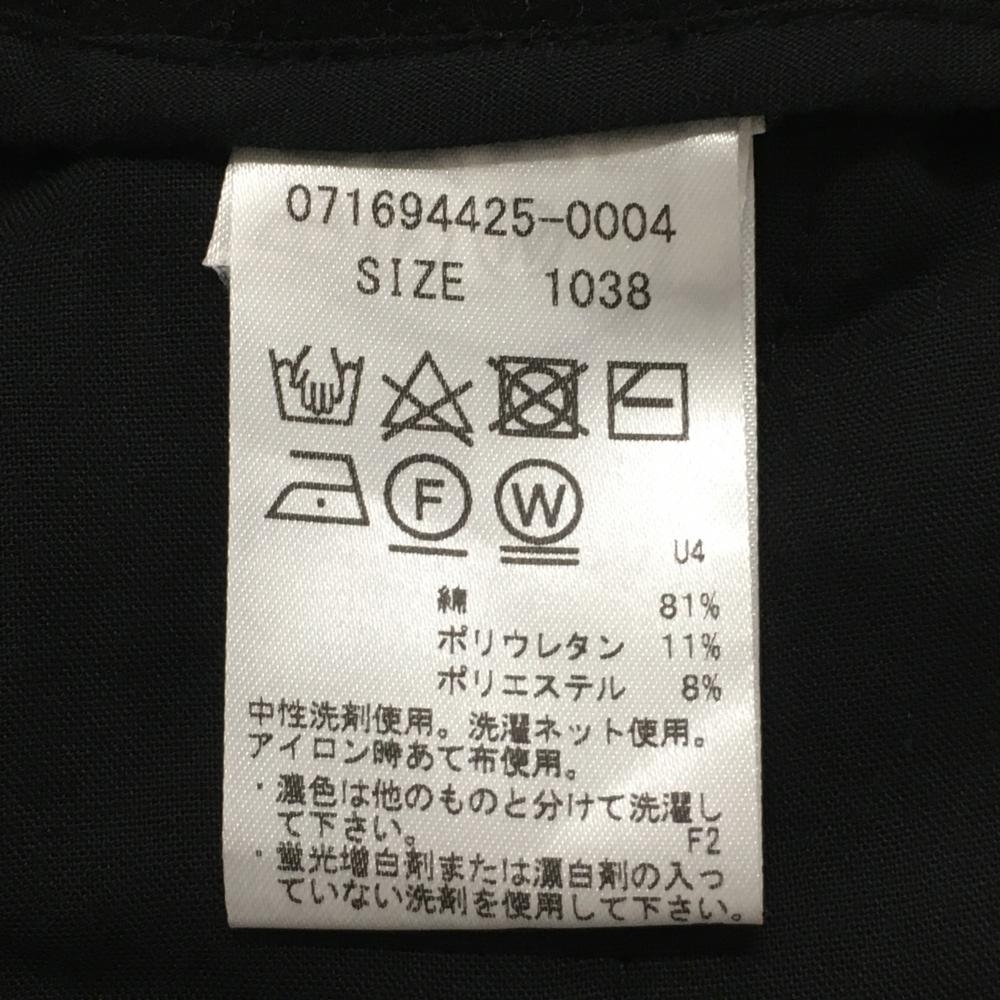 071694425-0004
SIZE 1038
F W
U4
綿 81%
ポリウレタン 11%
ポリエステル 8%
中性洗剤使用。洗濯ネット使用。
アイロン時あて布使用。
・濃色は他のものと分けて洗濯し
て下さい。
F2
・蛍光増白剤または漂白剤の入っ
ていない洗剤を使用して下さい。